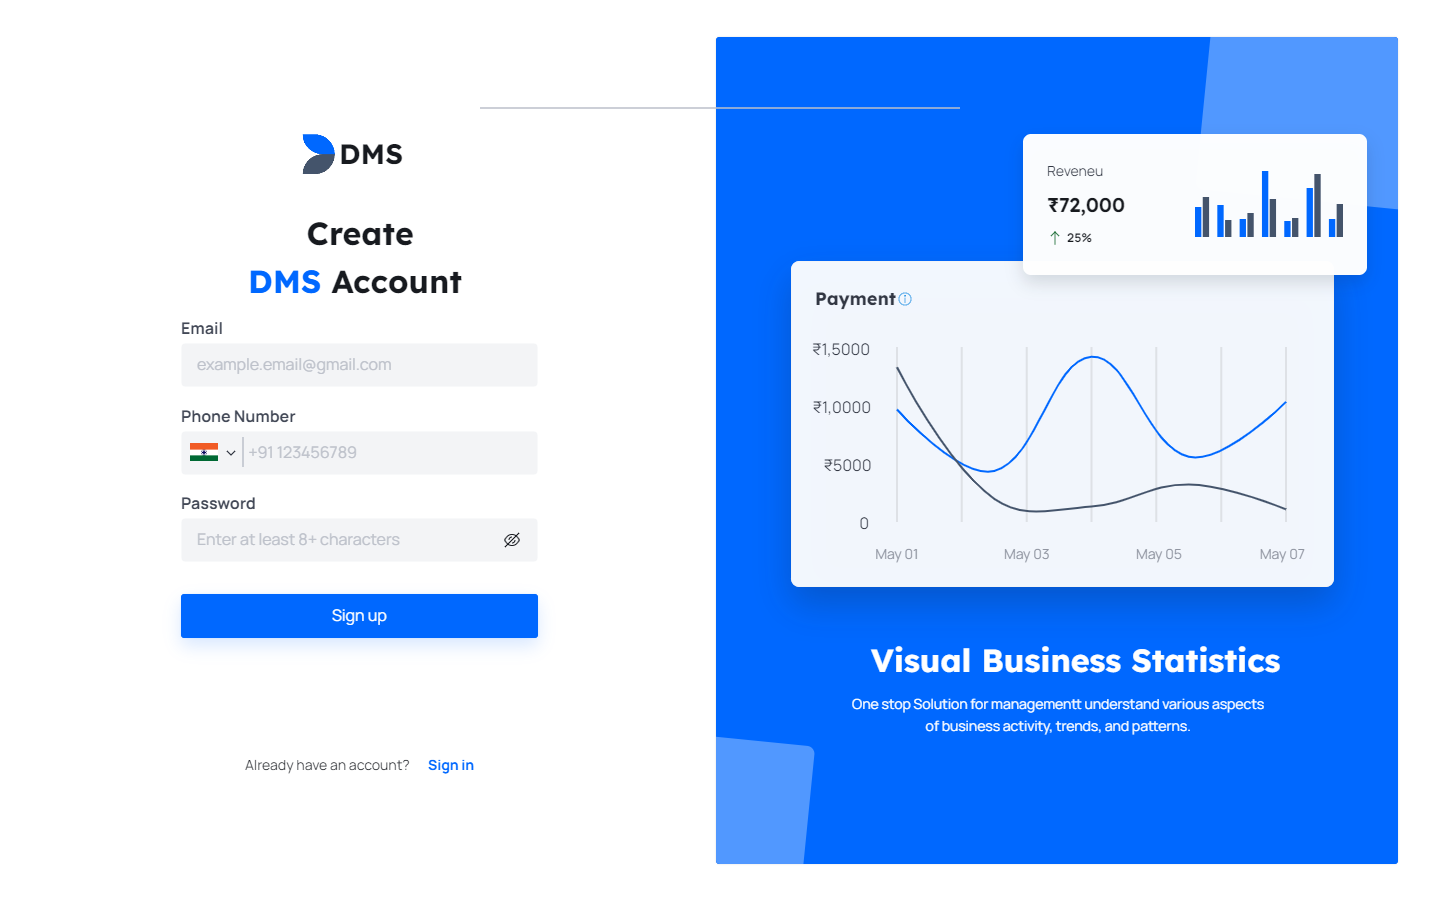 DMS
Create
DMS Account
Email
example.email@gmail.com
Phone Number
+91 123456789
Password
Enter at least 8+ characters
Sign up
Already have an account? Sign in
Reveneu
₹72,000
25%
Payment
₹1,5000
₹1,0000
₹5000
0
May 01 May 03 May 05 May 07
Visual Business Statistics
One stop Solution for managementt understand various aspects
of business activity, trends, and patterns.